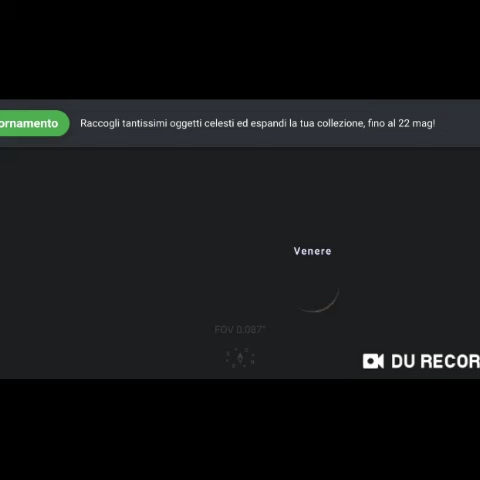 ornamento Raccogli tantissimi oggetti celesti ed espandi la tua collezione, fino al 22 mag!
Venere
FOV 0.087°
DU RECOR